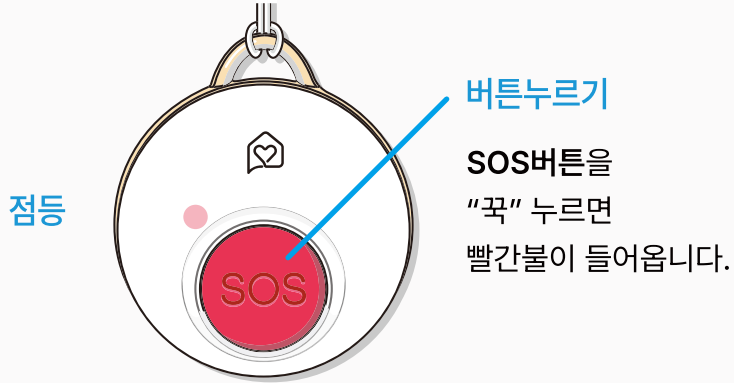 버튼누르기
SOS버튼을
“꾹” 누르면
빨간불이 들어옵니다.
점등
SOS